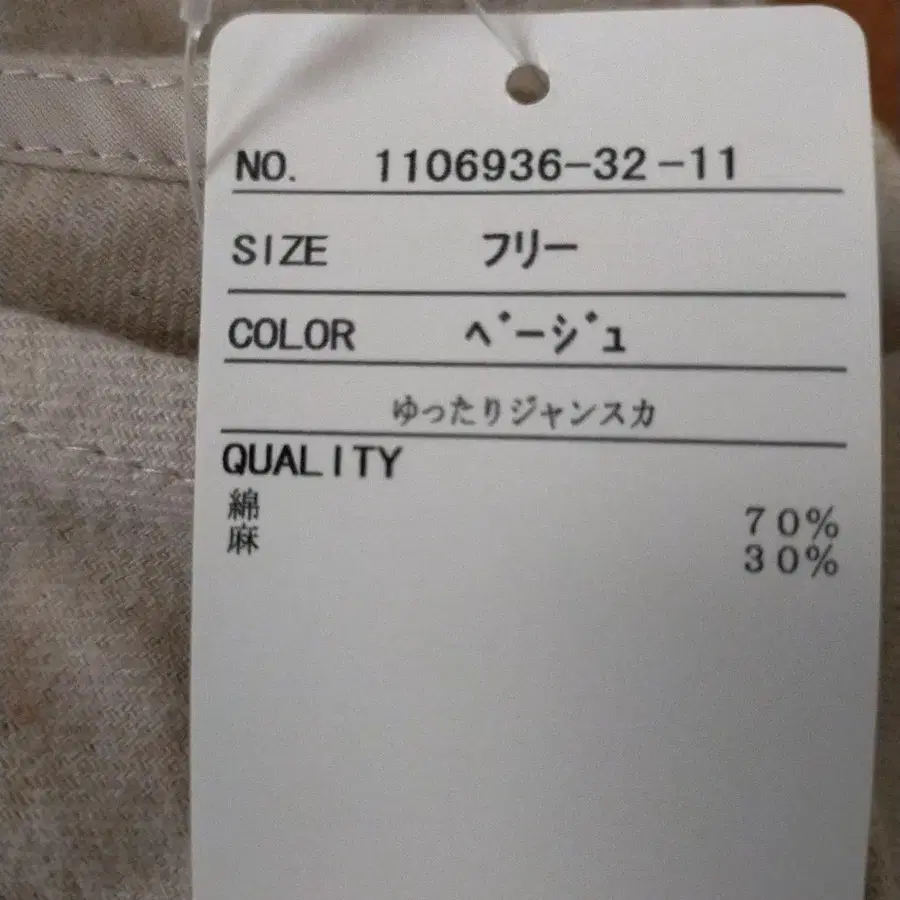 NO. 1106936-32-11
SIZE フリー
COLOR ベージュ
ゆったりジャンスカ
QUALITY
綿 70%
麻 30%